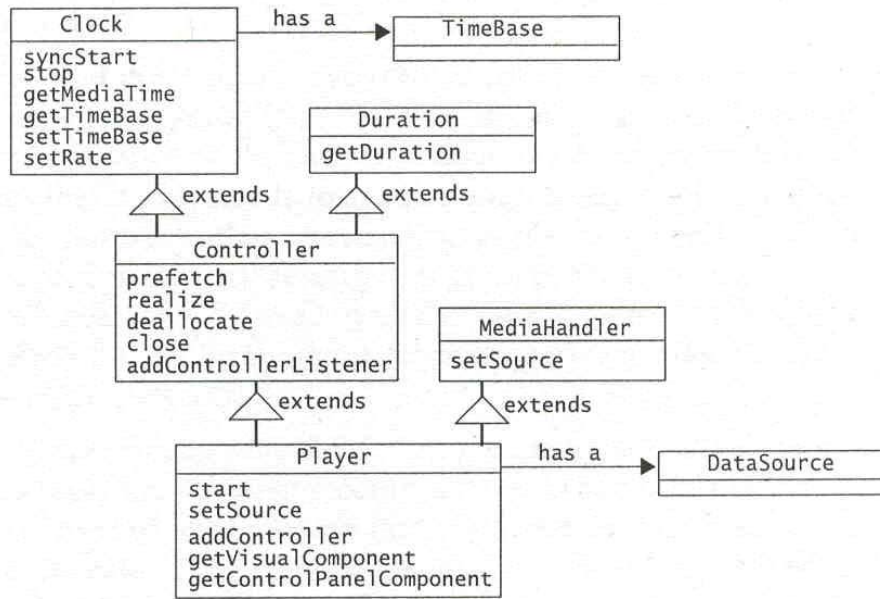 Clock
has a
TimeBase
syncStart
stop
getMediaTime
getTimeBase
setTimeBase
setRate
Duration
getDuration
extends
extends
Controller
prefetch
realize
deallocate
close
addControllerListener
MediaHandler
setSource
extends
extends
Player
has a
DataSource
start
setSource
addController
getVisualComponent
getControlPanelComponent